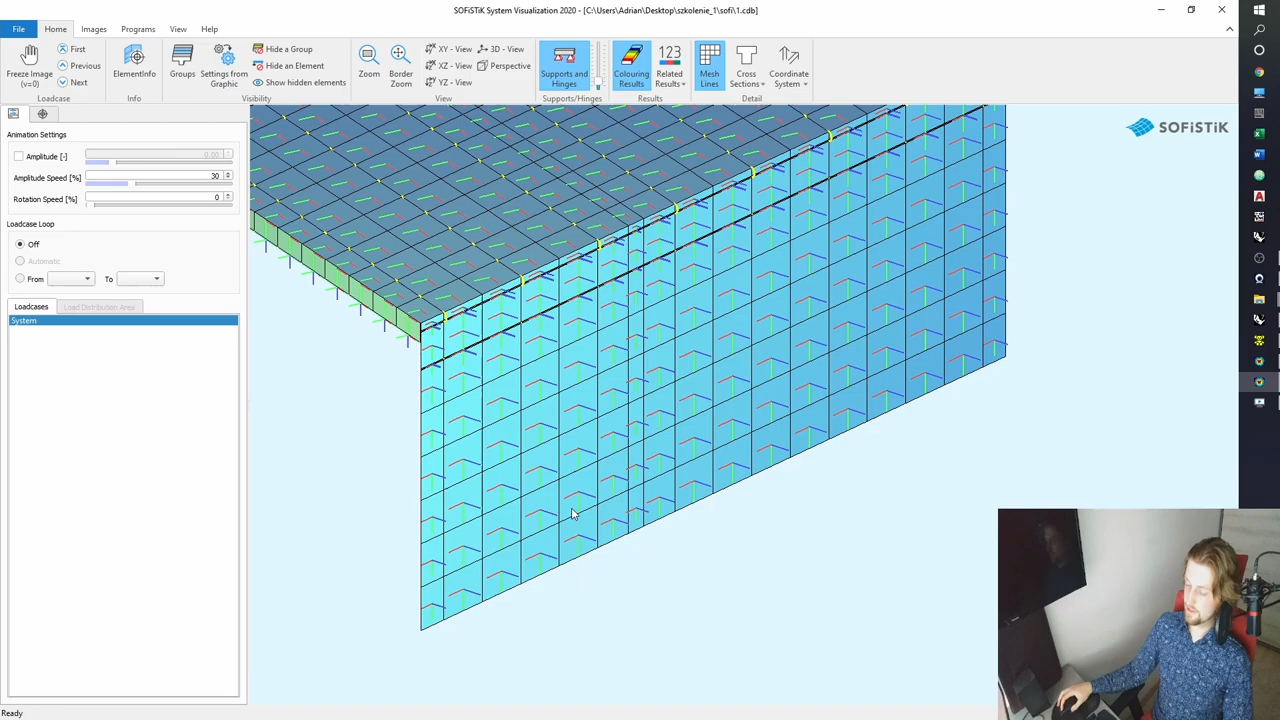 SOFiSTiK System Visualization 2020 - [C:\Users\Adrian\Desktop\szkolenie_1\sofi\1.cdb]
File
Home
Images
Programs
View
Help
Freeze Image
(v=0)
First
Previous
Next
Loadcase
ElementInfo
Info
Groups
Settings from
Graphic
Hide a Group
Hide an Element
Show hidden elements
Visibility
Zoom
Border
Zoom
XY - View
XZ - View
YZ - View
3D - View
Perspective
View
Supports and
Hinges
Supports/Hinges
Colouring
Results
123
Related
Results
Results
Mesh
Lines
Cross
Sections
Coordinate
System
Detail
Animation Settings
Amplitude [-]
0.00
Amplitude Speed [%]
30
Rotation Speed [%]
0
Loadcase Loop
Off
Automatic
From
To
Loadcases
Load Distribution Area
System
SOFiSTiK
Ready